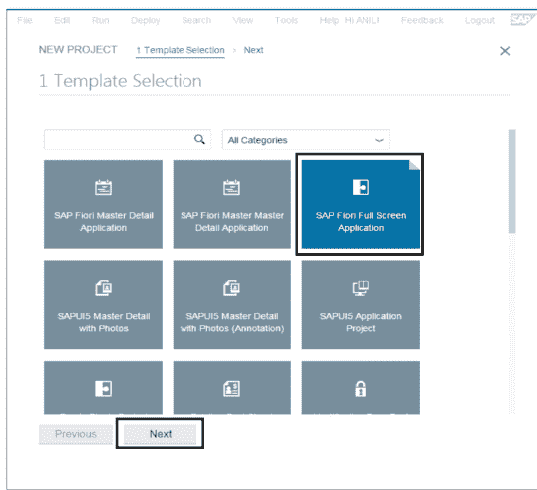 File Edit Run Deploy Search View Tools Help Hi ANIL! Feedback Logout SAP
NEW PROJECT 1 Template Selection > Next
1 Template Selection
All Categories
SAP Fiori Master Detail
Application
SAP Fiori Master Master
Detail Application
SAP Fiori Full Screen
Application
SAPUI5 Master Detail
with Photos
SAPUI5 Master Detail
with Photos (Annotation)
SAPUI5 Application
Project
Previous Next